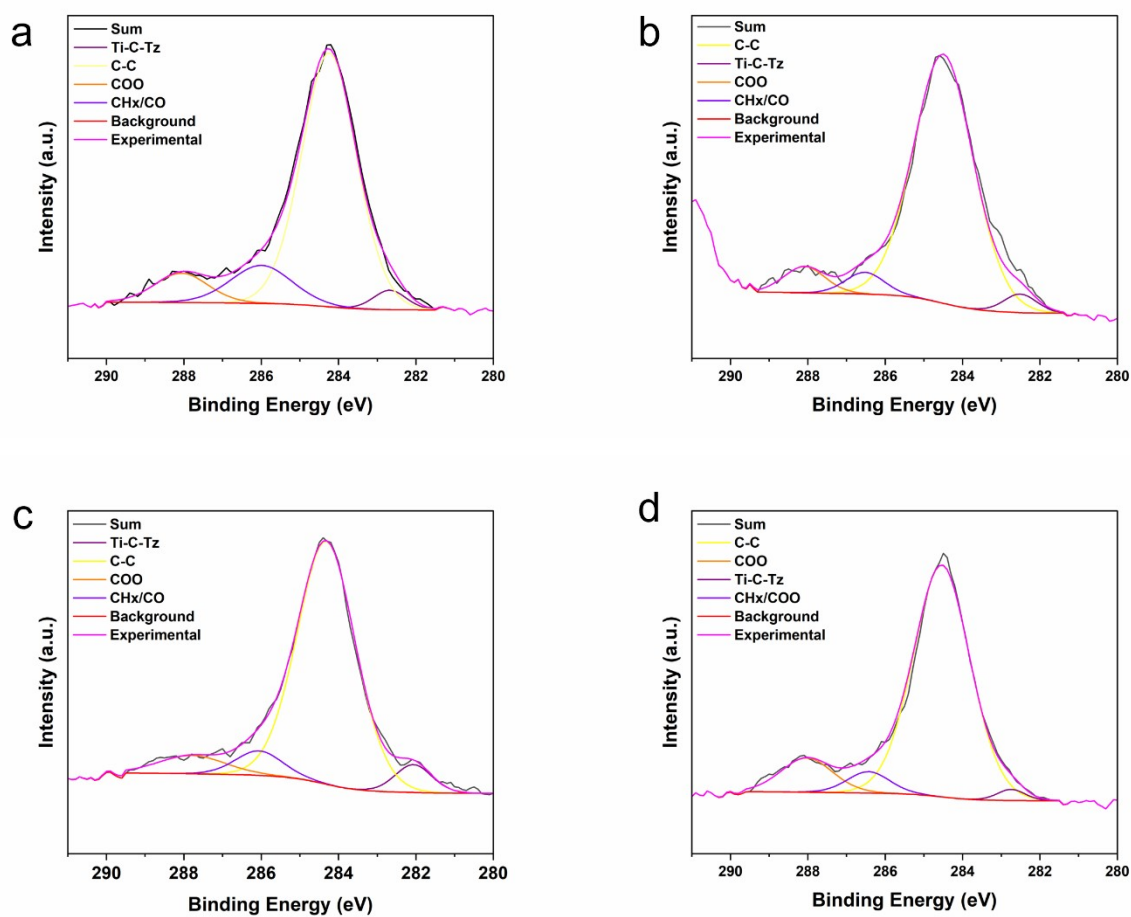 a
Sum
Ti-C-Tz
C-C
COO
CHx/CO
Background
Experimental
Intensity (a.u.)
290 288 286 284 282 280
Binding Energy (eV)
b
Sum
C-C
Ti-C-Tz
COO
CHx/CO
Background
Experimental
Intensity (a.u.)
290 288 286 284 282 280
Binding Energy (eV)
c
Sum
Ti-C-Tz
C-C
COO
CHx/CO
Background
Experimental
Intensity (a.u.)
290 288 286 284 282 280
Binding Energy (eV)
d
Sum
C-C
COO
Ti-C-Tz
CHx/COO
Background
Experimental
Intensity (a.u.)
290 288 286 284 282 280
Binding Energy (eV)